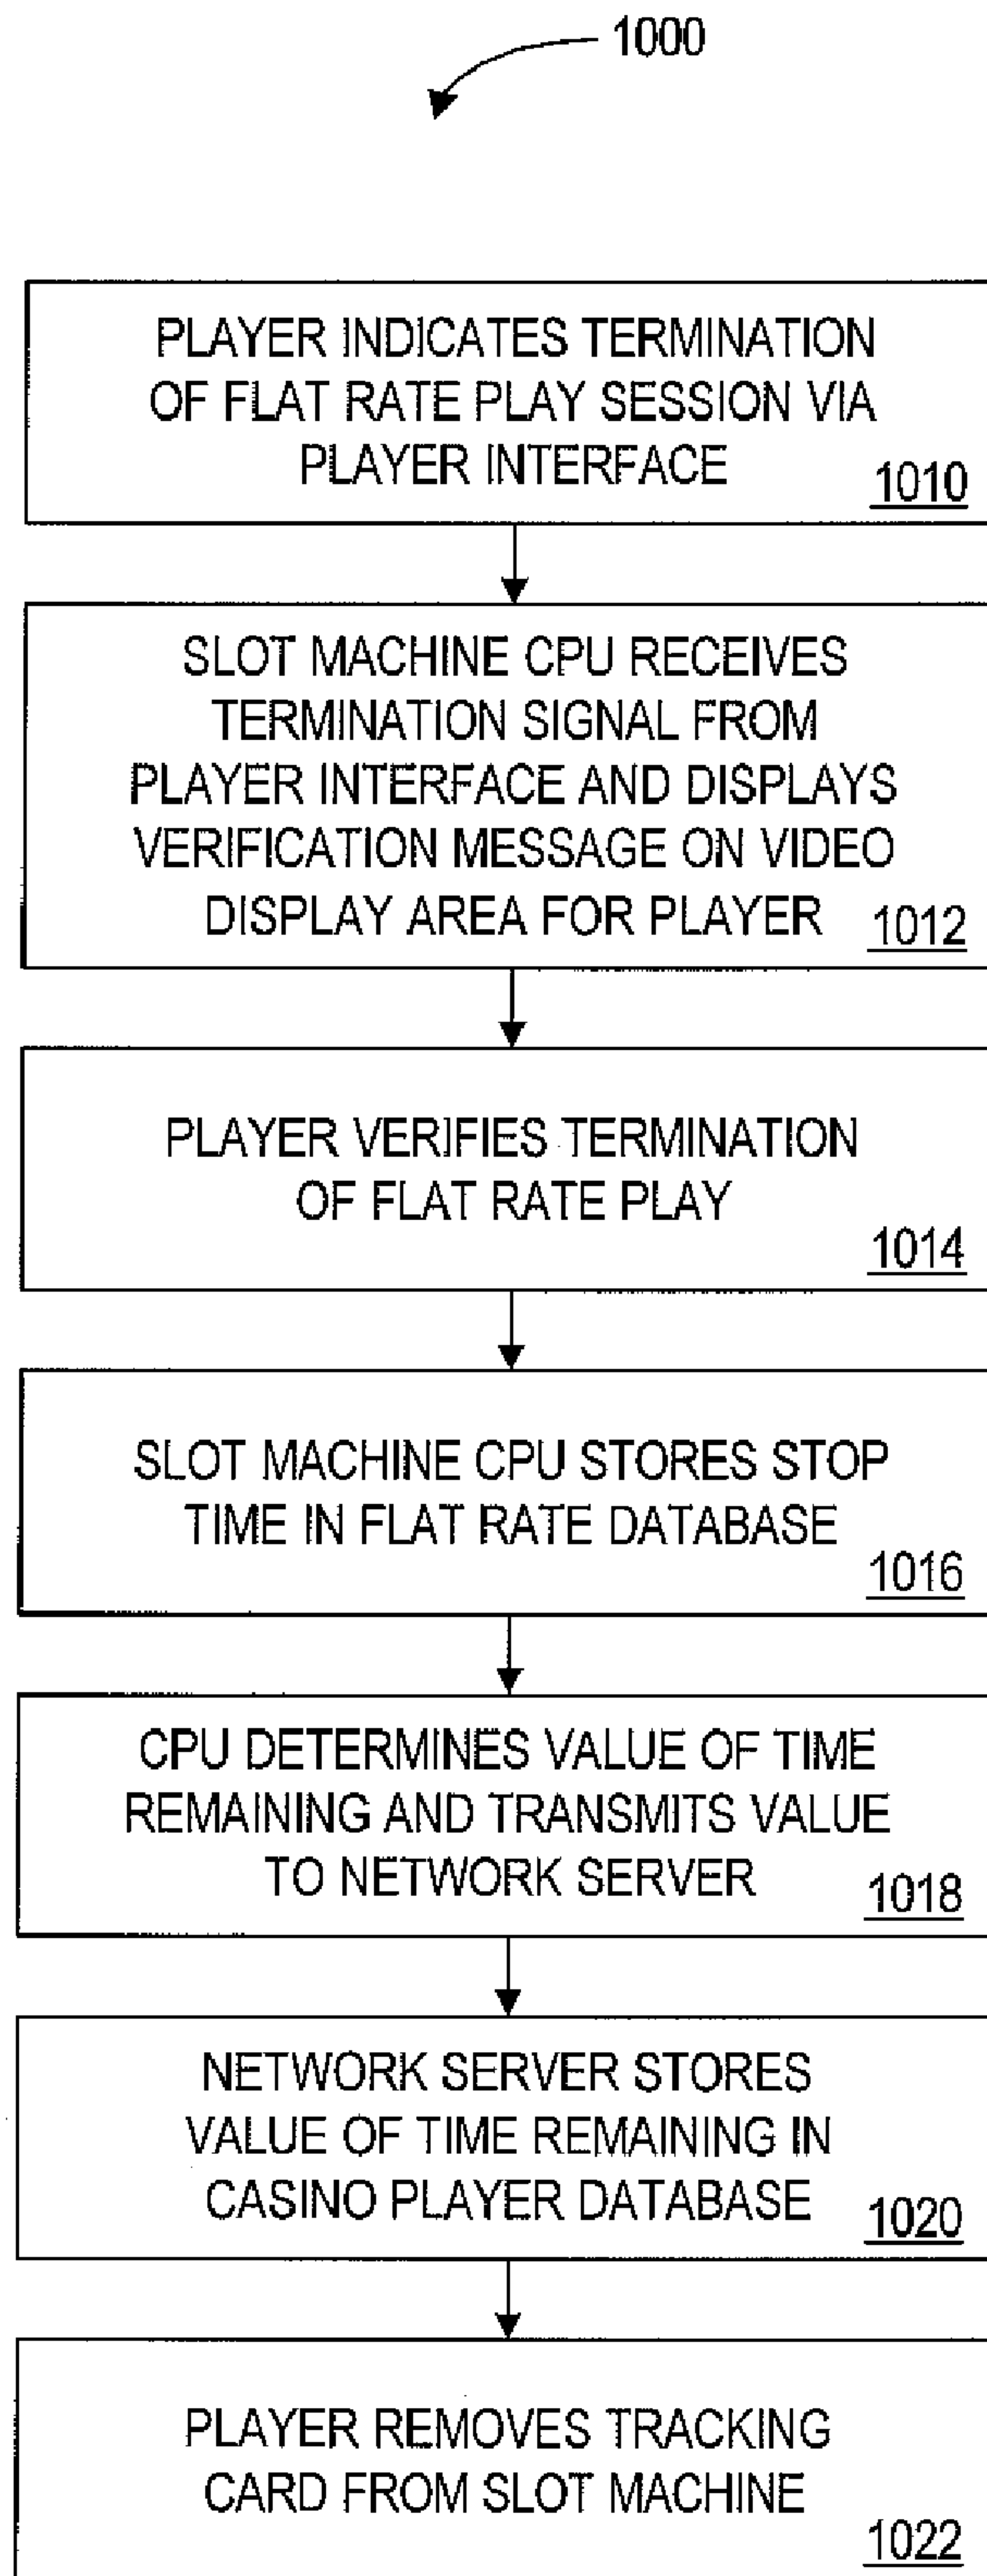 1000
PLAYER INDICATES TERMINATION
OF FLAT RATE PLAY SESSION VIA
PLAYER INTERFACE
1010
SLOT MACHINE CPU RECEIVES
TERMINATION SIGNAL FROM
PLAYER INTERFACE AND DISPLAYS
VERIFICATION MESSAGE ON VIDEO
DISPLAY AREA FOR PLAYER
1012
PLAYER VERIFIES TERMINATION
OF FLAT RATE PLAY
1014
SLOT MACHINE CPU STORES STOP
TIME IN FLAT RATE DATABASE
1016
CPU DETERMINES VALUE OF TIME
REMAINING AND TRANSMITS VALUE
TO NETWORK SERVER
1018
NETWORK SERVER STORES
VALUE OF TIME REMAINING IN
CASINO PLAYER DATABASE
1020
PLAYER REMOVES TRACKING
CARD FROM SLOT MACHINE
1022